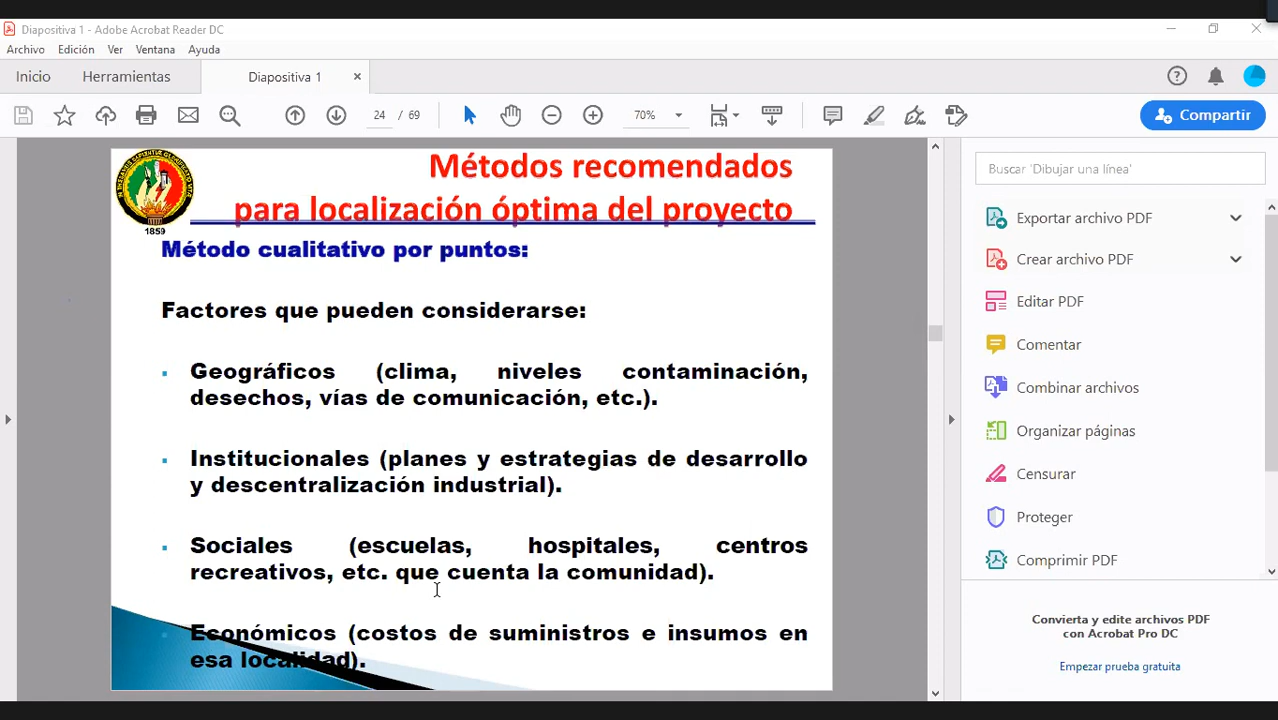 Diapositiva 1 - Adobe Acrobat Reader DC
Archivo Edición Ver Ventana Ayuda
Inicio Herramientas Diapositiva 1 ×
24 / 69 70% Compartir
Métodos recomendados
para localización óptima del proyecto
1859
Método cualitativo por puntos:
Factores que pueden considerarse:
▪ Geográficos (clima, niveles contaminación,
desechos, vías de comunicación, etc.).
▪ Institucionales (planes y estrategias de desarrollo
y descentralización industrial).
▪ Sociales (escuelas, hospitales, centros
recreativos, etc. que cuenta la comunidad).
▪ Económicos (costos de suministros e insumos en
esa localidad).
Buscar 'Dibujar una línea'
Exportar archivo PDF
Crear archivo PDF
Editar PDF
Comentar
Combinar archivos
Organizar páginas
Censurar
Proteger
Comprimir PDF
Convierta y edite archivos PDF
con Acrobat Pro DC
Empezar prueba gratuita